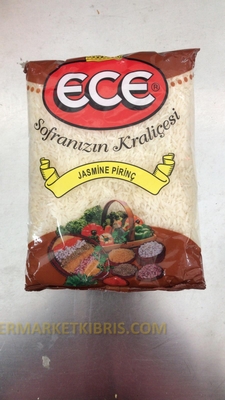 ECE®
Sofranızın Kraliçesi
JASMINE PİRİNÇ
ERMARKETKIBRIS.COM